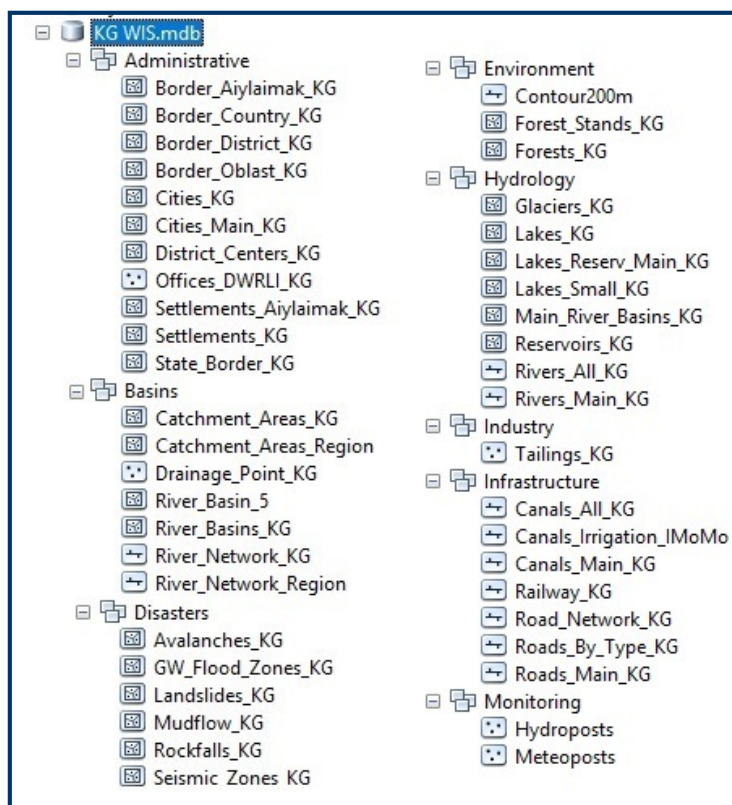 KG WIS.mdb
Administrative
Border_Aiylaimak_KG
Border_Country_KG
Border_District_KG
Border_Oblast_KG
Cities_KG
Cities_Main_KG
District_Centers_KG
Offices_DWRLI_KG
Settlements_Aiylaimak_KG
Settlements_KG
State_Border_KG
Basins
Catchment_Areas_KG
Catchment_Areas_Region
Drainage_Point_KG
River_Basin_5
River_Basins_KG
River_Network_KG
River_Network_Region
Disasters
Avalanches_KG
GW_Flood_Zones_KG
Landslides_KG
Mudflow_KG
Rockfalls_KG
Seismic_Zones_KG
Environment
Contour200m
Forest_Stands_KG
Forests_KG
Hydrology
Glaciers_KG
Lakes_KG
Lakes_Reserv_Main_KG
Lakes_Small_KG
Main_River_Basins_KG
Reservoirs_KG
Rivers_All_KG
Rivers_Main_KG
Industry
Tailings_KG
Infrastructure
Canals_All_KG
Canals_Irrigation_IMoMo
Canals_Main_KG
Railway_KG
Road_Network_KG
Roads_By_Type_KG
Roads_Main_KG
Monitoring
Hydroposts
Meteoposts